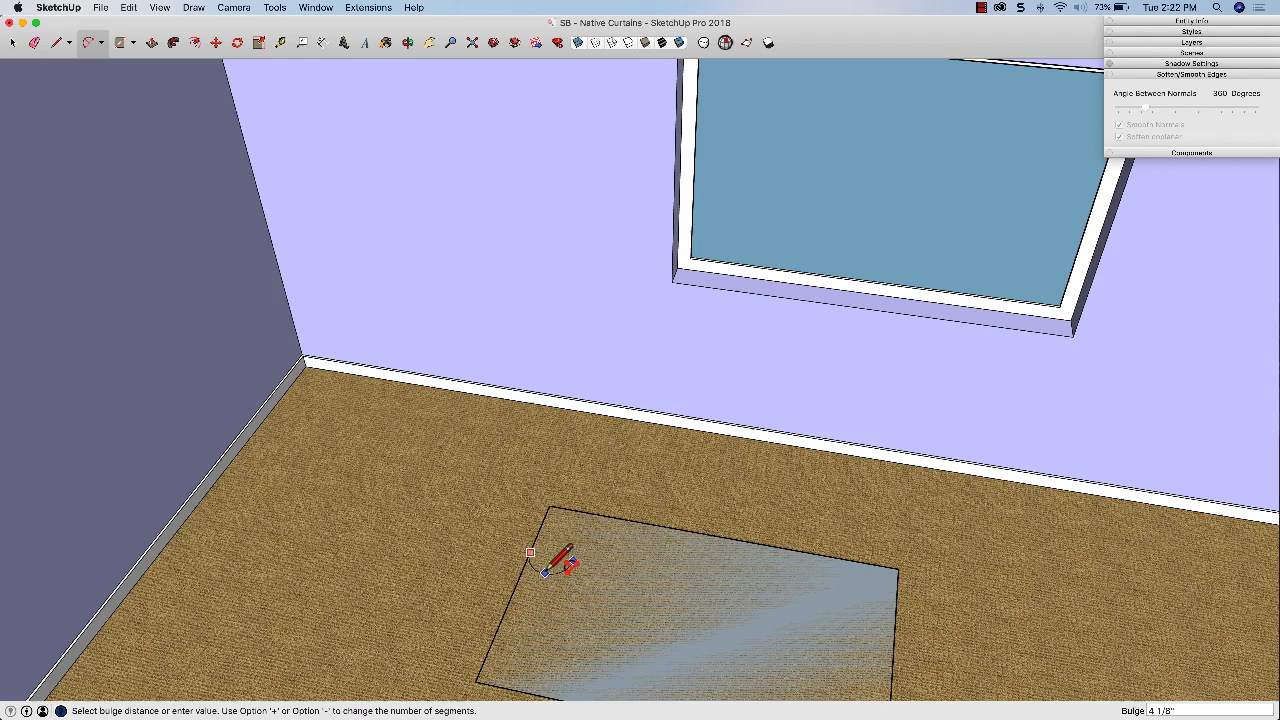 SketchUp File Edit View Draw Camera Tools Window Extensions Help 73% Tue 2:22 PM
SB - Native Curtains - SketchUp Pro 2018
Entity Info
Styles
Layers
Scenes
Shadow Settings
Soften/Smooth Edges
Angle Between Normals 360 Degrees
Smooth Normals
Soften coplanar
Components
Select bulge distance or enter value. Use Option '+' or Option '-' to change the number of segments.
Bulge 4 1/8"